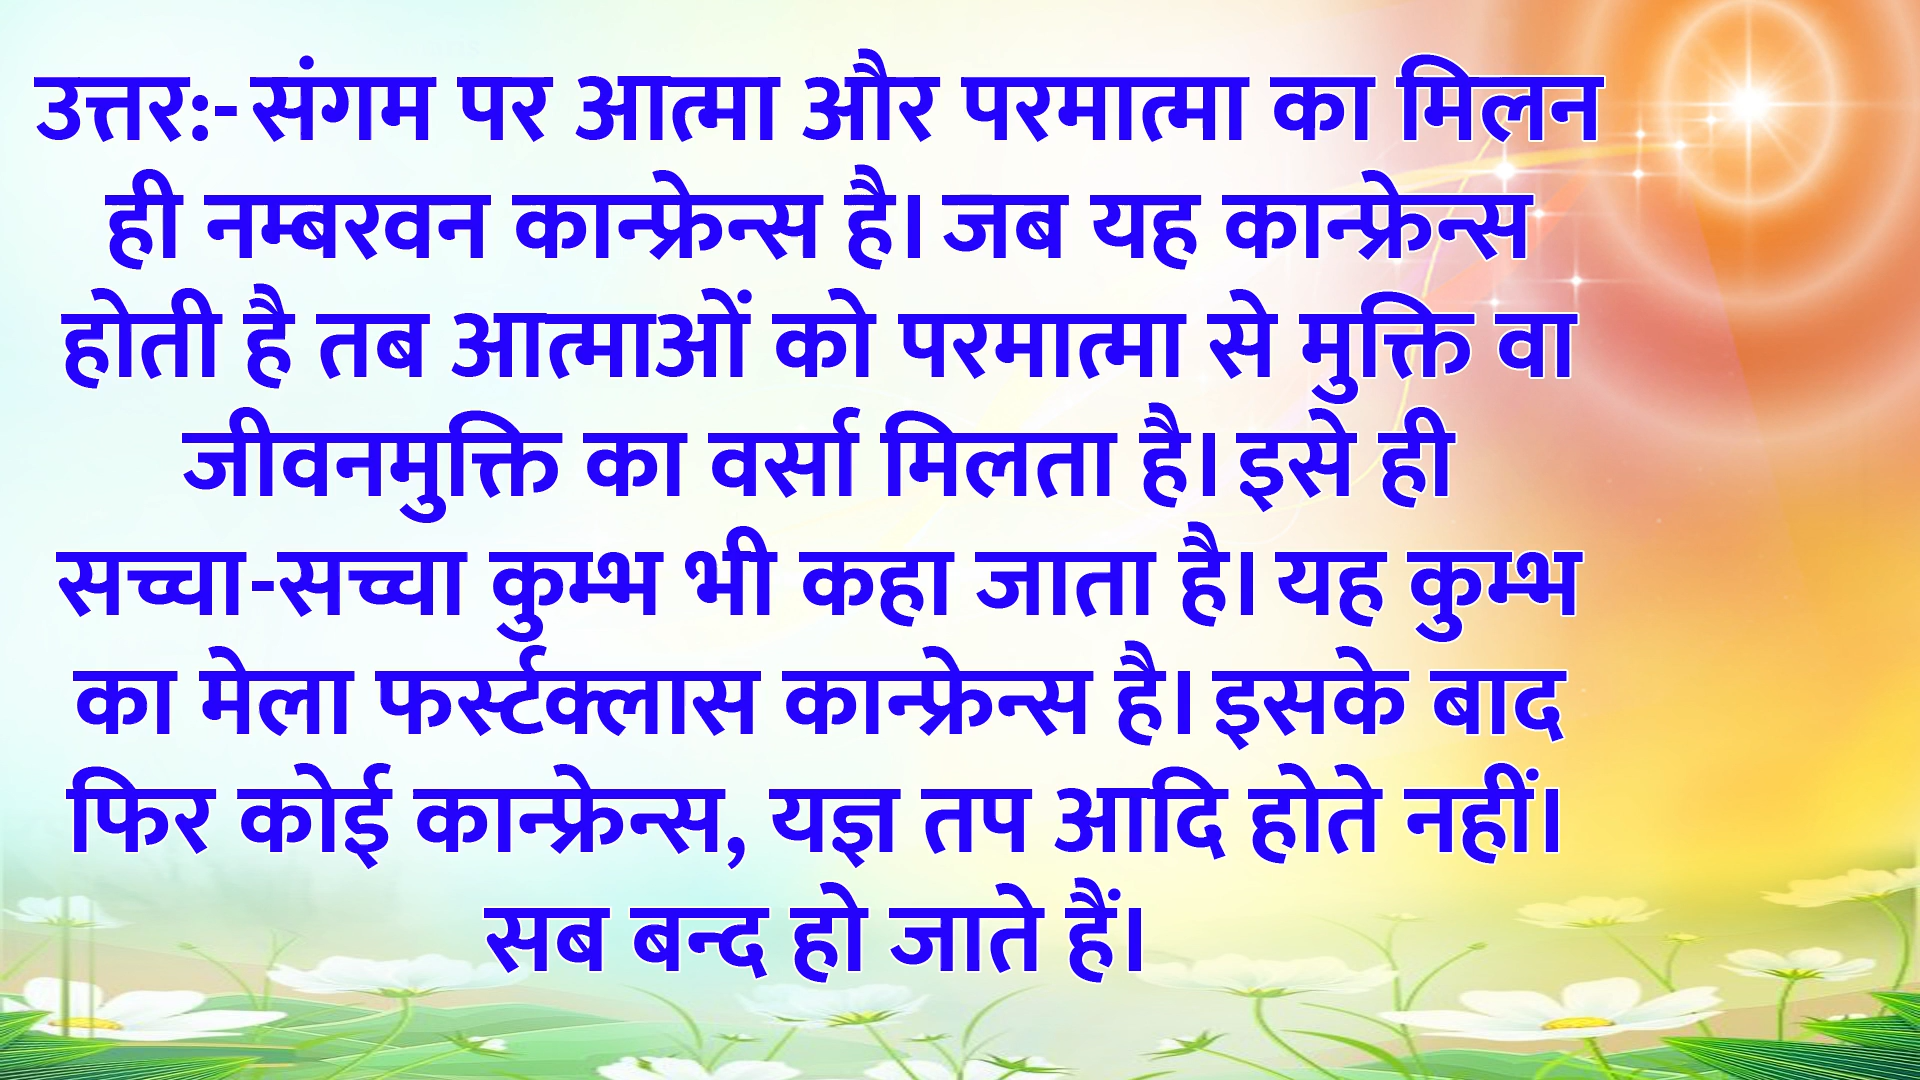 उत्तर:- संगम पर आत्मा और परमात्मा का मिलन
ही नम्बरवन कान्फ्रेन्स है। जब यह कान्फ्रेन्स
होती है तब आत्माओं को परमात्मा से मुक्ति वा
जीवनमुक्ति का वर्सा मिलता है। इसे ही
सच्चा-सच्चा कुम्भ भी कहा जाता है। यह कुम्भ
का मेला फर्स्टक्लास कान्फ्रेन्स है। इसके बाद
फिर कोई कान्फ्रेन्स, यज्ञ तप आदि होते नहीं।
सब बन्द हो जाते हैं।